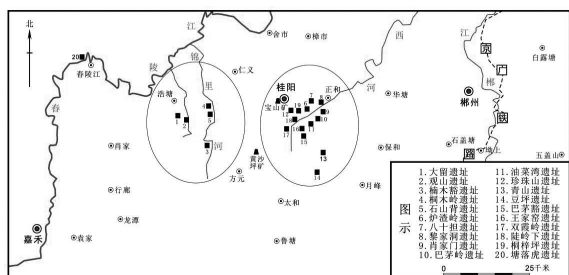 北
江
舍市
樟市
西
江
京
广
白露塘
20
舂陵江
陵
锦
仁义
桂阳
正和
河
华塘
郴州
郴
浩塘
里
宝山矿
铁
春
肖家
河
黄沙坪矿
方元
保和
石盖塘
五盖山
行廊
月峰
龙潭
太和
嘉禾
袁家
鲁塘
图示
1.大留遗址
2.观山遗址
3.楠木豁遗址
4.桐木岭遗址
5.石山背遗址
6.炉渣岭遗址
7.八十担遗址
8.黎家洞遗址
9.肖家门遗址
10.巴茅岭遗址
11.油菜湾遗址
12.珍珠山遗址
13.青山遗址
14.豆坪遗址
15.巴茅豁遗址
16.王家窑遗址
17.双霞岭遗址
18.陡岭下遗址
19.桐梓坪遗址
20.塘落虎遗址
0 25千米